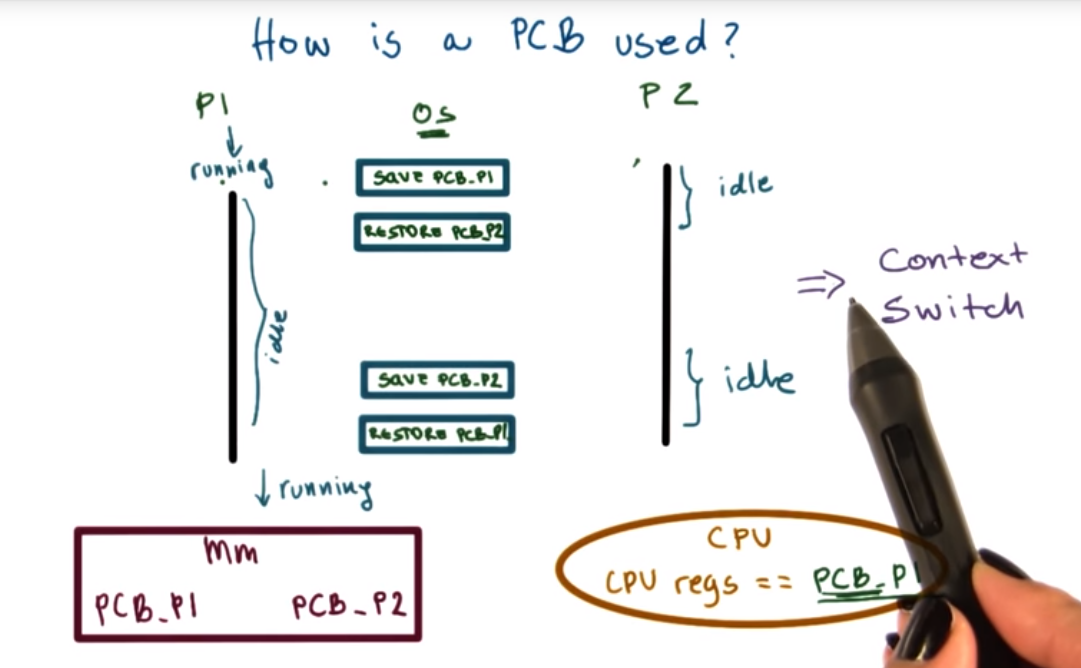 How is a PCB used?
P1
OS
P2
running
SAVE PCB_P1
idle
RESTORE PCB_P2
Context
Switch
idle
SAVE PCB_P2
idle
RESTORE PCB_P1
running
mm
PCB_P1 PCB_P2
CPU
CPU regs == PCB_P1